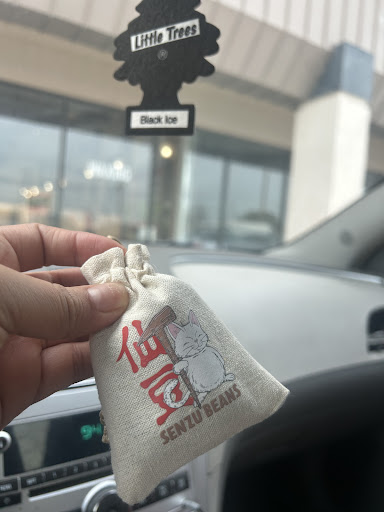 Little Trees
Black Ice
仙
豆
SENZU BEANS